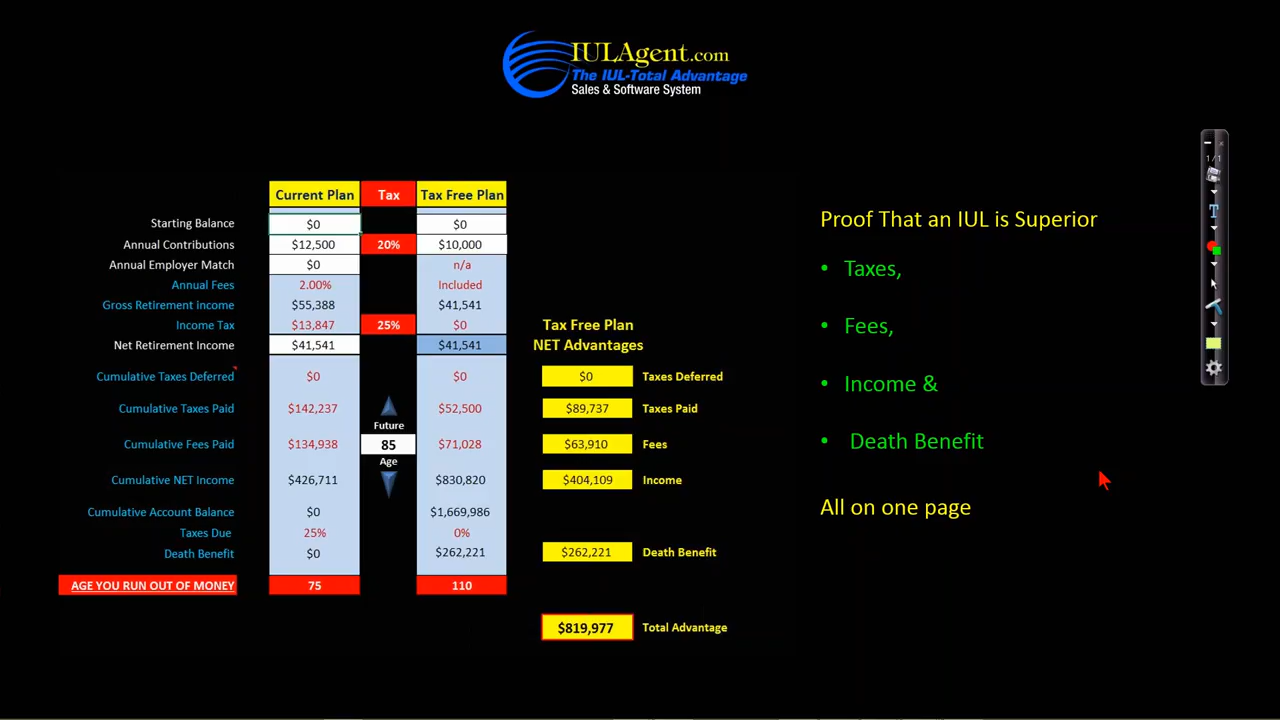 IULAgent.com
The IUL-Total Advantage
Sales & Software System
Current Plan Tax Tax Free Plan
Starting Balance $0 $0
Annual Contributions $12,500 20% $10,000
Annual Employer Match $0 n/a
Annual Fees 2.00% Included
Gross Retirement income $55,388 $41,541
Income Tax $13,847 25% $0
Net Retirement Income $41,541 $41,541
Tax Free Plan
NET Advantages
Cumulative Taxes Deferred $0 $0 $0 Taxes Deferred
Cumulative Taxes Paid $142,237 $52,500 $89,737 Taxes Paid
Future
Cumulative Fees Paid $134,938 85 $71,028 $63,910 Fees
Age
Cumulative NET Income $426,711 $830,820 $404,109 Income
Cumulative Account Balance $0 $1,669,986
Taxes Due 25% 0%
Death Benefit $0 $262,221 $262,221 Death Benefit
AGE YOU RUN OUT OF MONEY 75 110
$819,977 Total Advantage
Proof That an IUL is Superior
• Taxes,
• Fees,
• Income &
• Death Benefit
All on one page
1/1
T